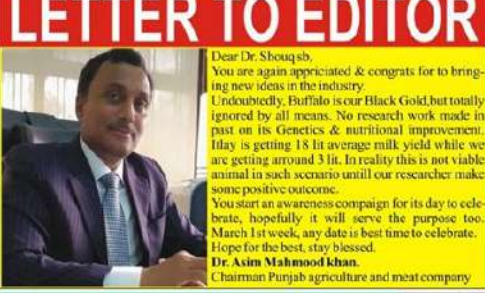 LETTER TO EDITOR
Dear Dr. Shouq sb,
You are again appriciated & congrats for to bring-
ing new ideas in the industry.
Undoubtedly, Buffalo is our Black Gold,but totally
ignored by all means. No research work made in
past on its Genetics & nutritional improvement.
Itlay is getting 18 lit average milk yield while we
are getting arround 3 lit. In reality this is not viable
animal in such scnario untill our researcher make
some positive outcome.
You start an awareness compaign for its day to cele-
brate, hopefully it will serve the purpose too.
March 1st week, any date is best time to celebrate.
Hope for the best, stay blessed.
Dr. Asim Mahmood khan.
Chairman Punjab agriculture and meat company